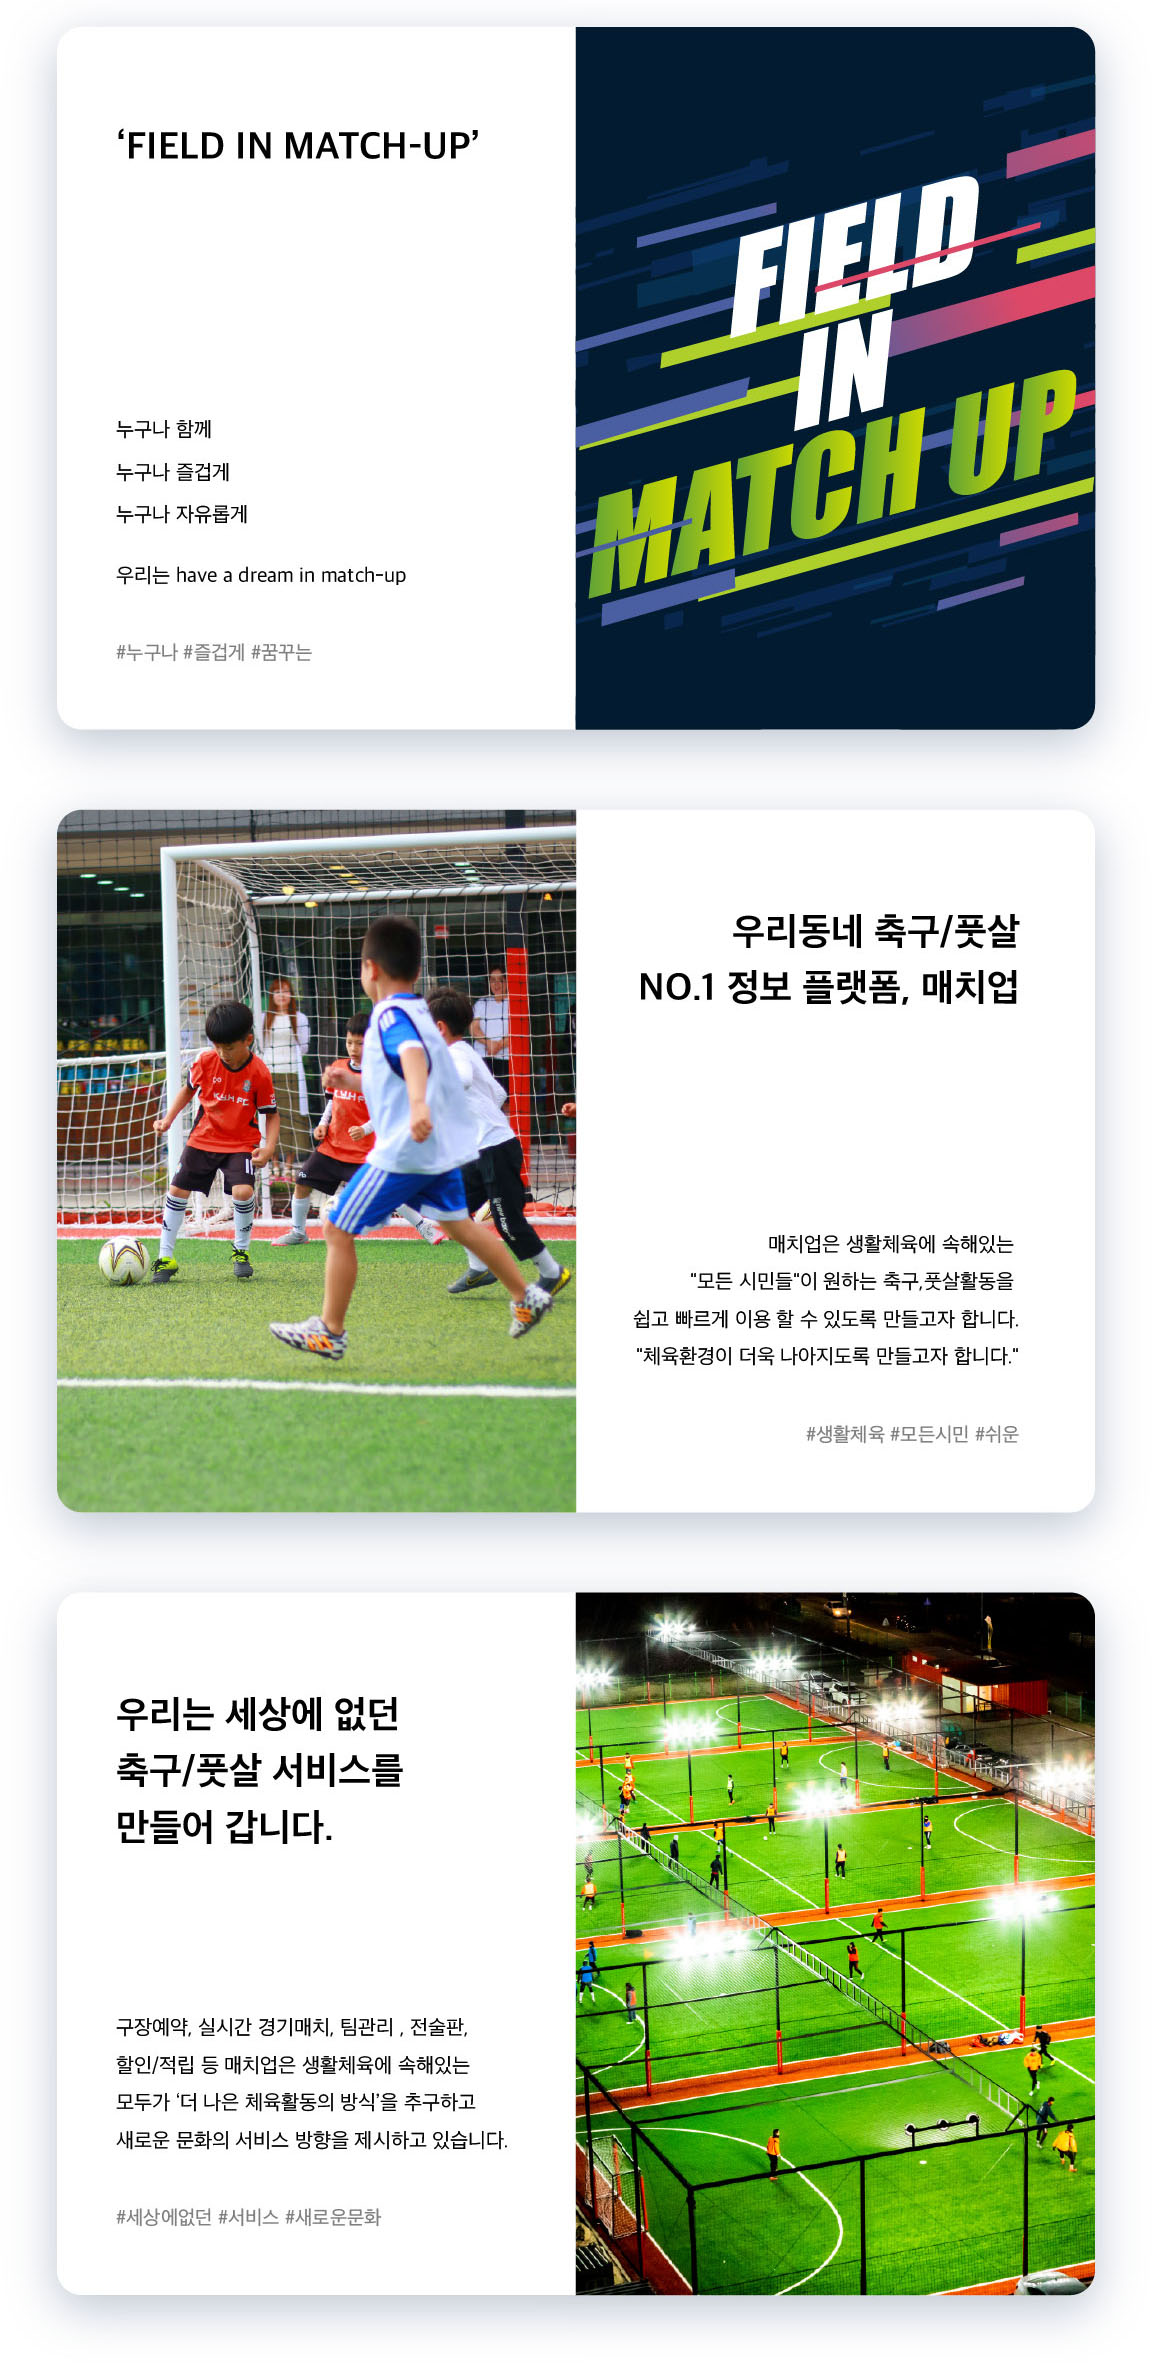 ‘FIELD IN MATCH-UP’
누구나 함께
누구나 즐겁게
누구나 자유롭게
우리는 have a dream in match-up
#누구나 #즐겁게 #꿈꾸는
FIELD
IN
MATCH UP
우리동네 축구/풋살
NO.1 정보 플랫폼, 매치업
매치업은 생활체육에 속해있는
"모든 시민들"이 원하는 축구,풋살활동을
쉽고 빠르게 이용 할 수 있도록 만들고자 합니다.
"체육환경이 더욱 나아지도록 만들고자 합니다."
#생활체육 #모든시민 #쉬운
우리는 세상에 없던
축구/풋살 서비스를
만들어 갑니다.
구장예약, 실시간 경기매치, 팀관리 , 전술판,
할인/적립 등 매치업은 생활체육에 속해있는
모두가 ‘더 나은 체육활동의 방식’을 추구하고
새로운 문화의 서비스 방향을 제시하고 있습니다.
#세상에없던 #서비스 #새로운문화